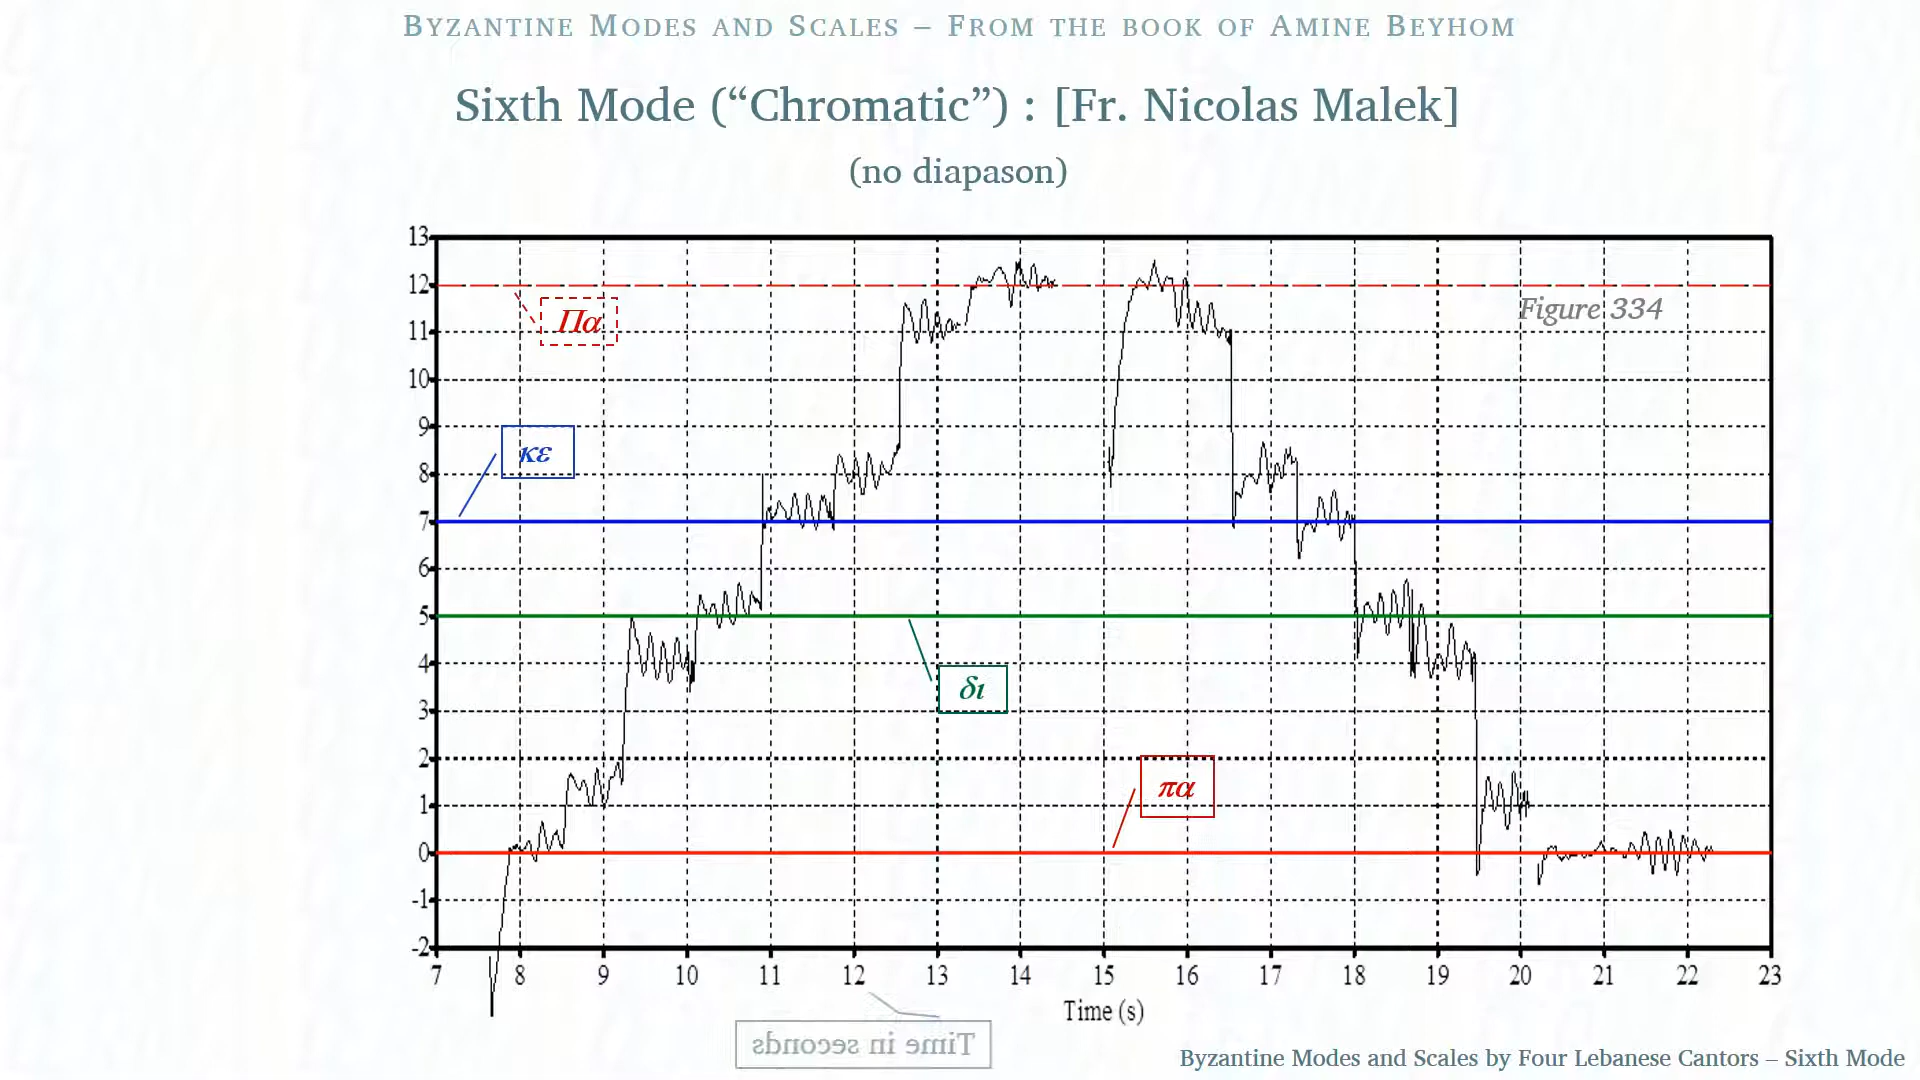 BYZANTINE MODES AND SCALES – FROM THE BOOK OF AMINE BEYHOM
Sixth Mode (“Chromatic”) : [Fr. Nicolas Malek]
(no diapason)
13
12
Πα
Figure 334
11
10
9
κε
8
7
6
5
4
δι
3
2
πα
1
0
-1
-2
7 8 9 10 11 12 13 14 15 16 17 18 19 20 21 22 23
Time (s)
Time in seconds
Byzantine Modes and Scales by Four Lebanese Cantors – Sixth Mode